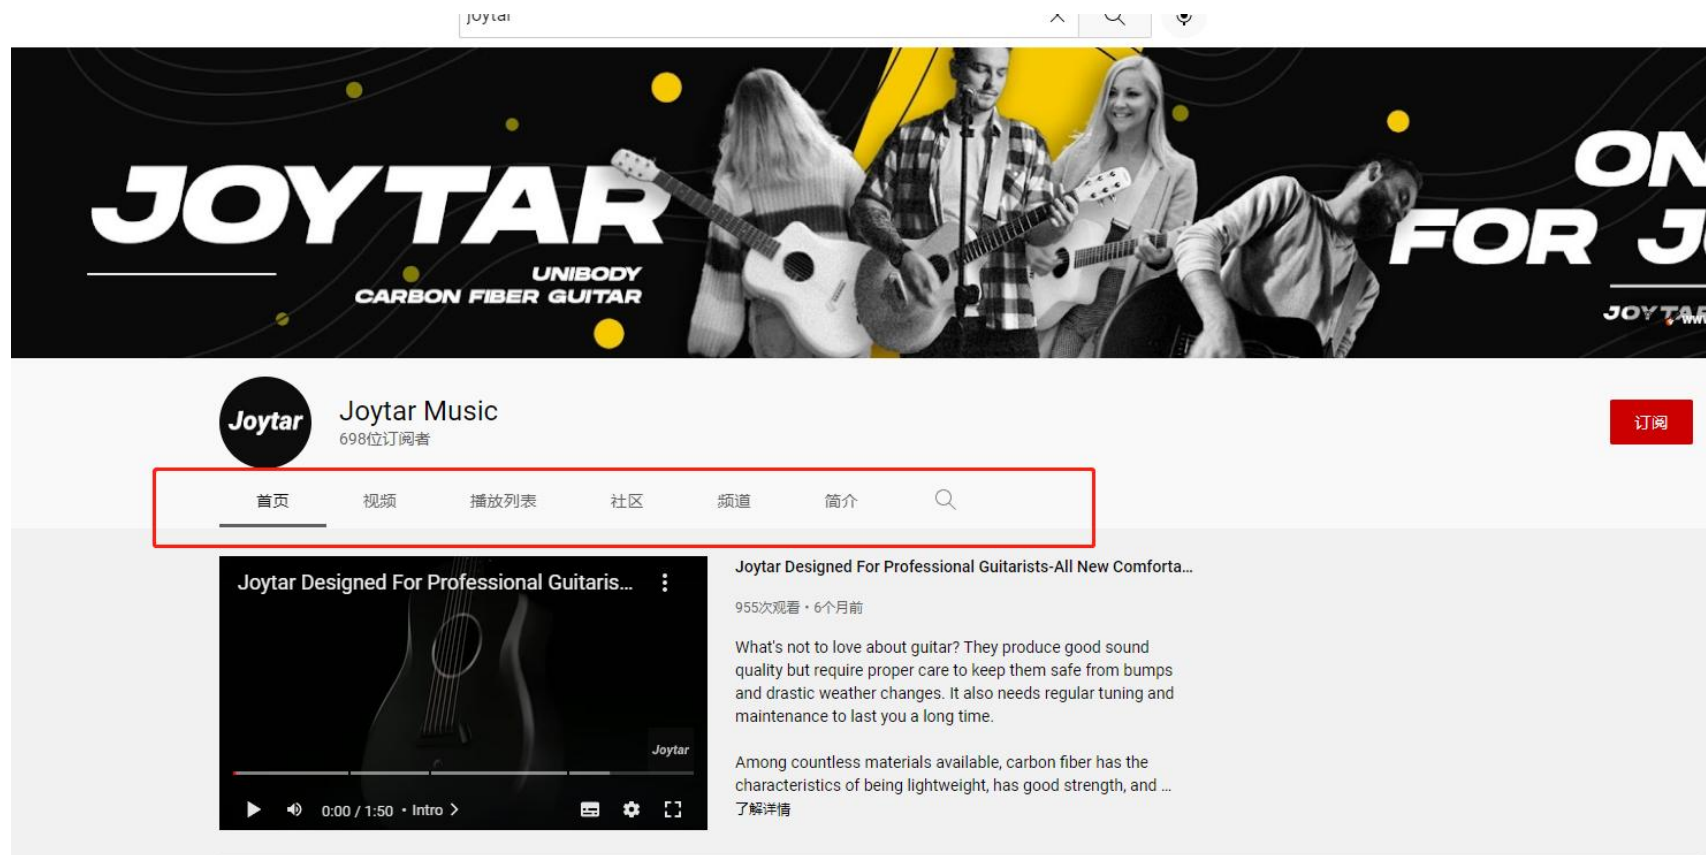 joytar
JOYTAR
UNIBODY
CARBON FIBER GUITAR
ON
FOR J
JOYTAR
www
Joytar
Joytar Music
698位订阅者
订阅
首页 视频 播放列表 社区 频道 简介
Joytar Designed For Professional Guitaris...
Joytar
0:00 / 1:50 • Intro
Joytar Designed For Professional Guitarists-All New Comforta...
955次观看 • 6个月前
What's not to love about guitar? They produce good sound
quality but require proper care to keep them safe from bumps
and drastic weather changes. It also needs regular tuning and
maintenance to last you a long time.
Among countless materials available, carbon fiber has the
characteristics of being lightweight, has good strength, and ...
了解详情